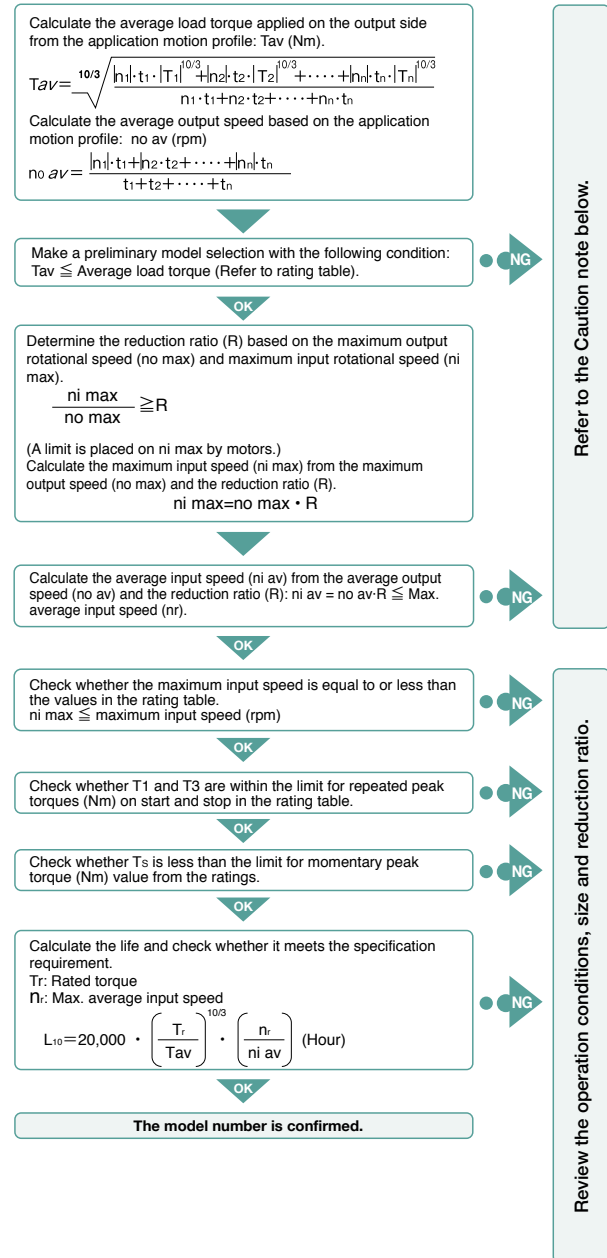 Calculate the average load torque applied on the output side
from the application motion profile: Tav (Nm).
Tav= 10/3√ |n1|·t1·|T1|10/3+|n2|·t2·|T2|10/3+····+|nn|·tn·|Tn|10/3
n1·t1+n2·t2+····+nn·tn
Calculate the average output speed based on the application
motion profile: no av (rpm)
no av= |n1|·t1+|n2·t2+····+|nn|·tn
t1+t2+····+tn
Make a preliminary model selection with the following condition:
Tav ≦ Average load torque (Refer to rating table).
NG
OK
Determine the reduction ratio (R) based on the maximum output
rotational speed (no max) and maximum input rotational speed (ni
max).
ni max
≧R
no max
(A limit is placed on ni max by motors.)
Calculate the maximum input speed (ni max) from the maximum
output speed (no max) and the reduction ratio (R).
ni max=no max • R
Calculate the average input speed (ni av) from the average output
speed (no av) and the reduction ratio (R): ni av = no av·R ≦ Max.
average input speed (nr).
NG
OK
Refer to the Caution note below.
Check whether the maximum input speed is equal to or less than
the values in the rating table.
ni max ≦ maximum input speed (rpm)
NG
OK
Check whether T1 and T3 are within the limit for repeated peak
torques (Nm) on start and stop in the rating table.
NG
OK
Check whether Ts is less than the limit for momentary peak
torque (Nm) value from the ratings.
NG
OK
Calculate the life and check whether it meets the specification
requirement.
Tr: Rated torque
nr: Max. average input speed
L10=20,000 · (Tr/Tav)10/3 · (nr/ni av) (Hour)
NG
OK
The model number is confirmed.
Review the operation conditions, size and reduction ratio.